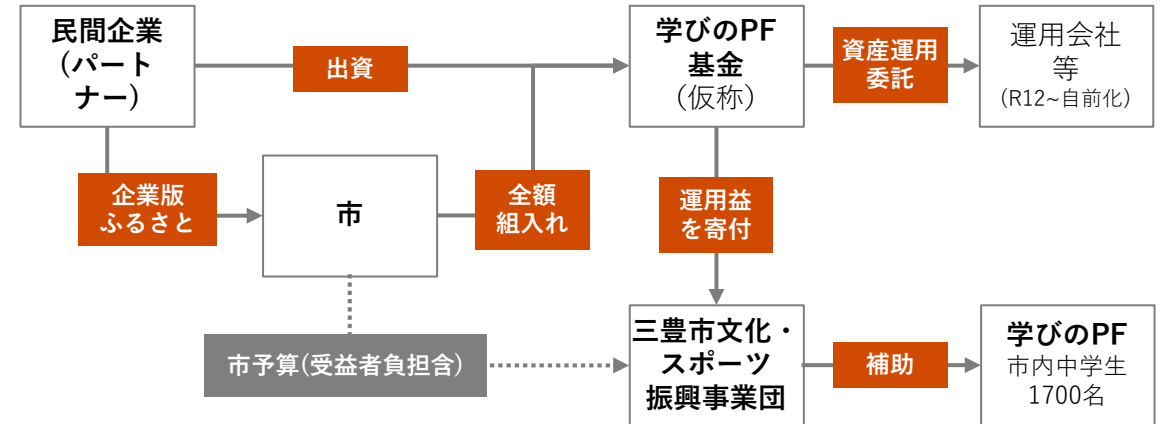 民間企業
(パート
ナー)
出資
学びのPF
基金
(仮称)
資産運用
委託
運用会社
等
(R12~自前化)
企業版
ふるさと
市
全額
組入れ
運用益
を寄付
市予算(受益者負担含)
三豊市文化・
スポーツ
振興事業団
補助
学びのPF
市内中学生
1700名